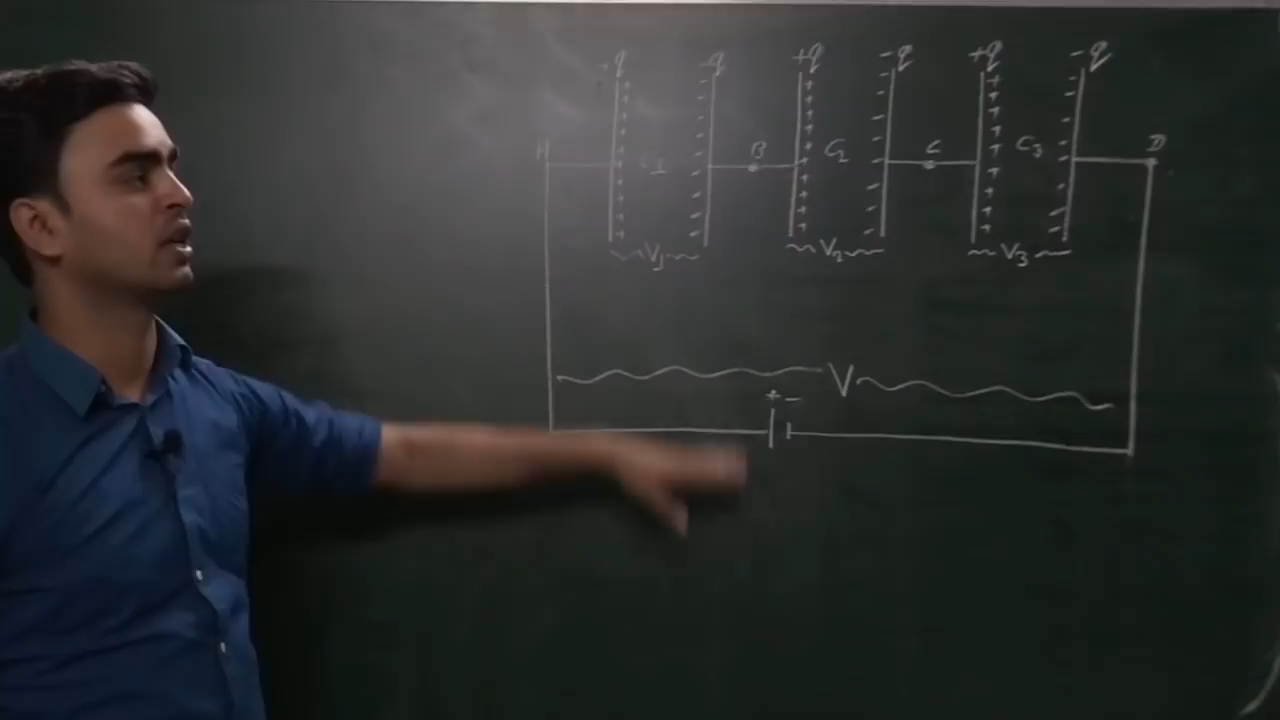 +q -q +q -q +q -q
A C1 B C2 C C3 D
V1 V2 V3
V
+ -